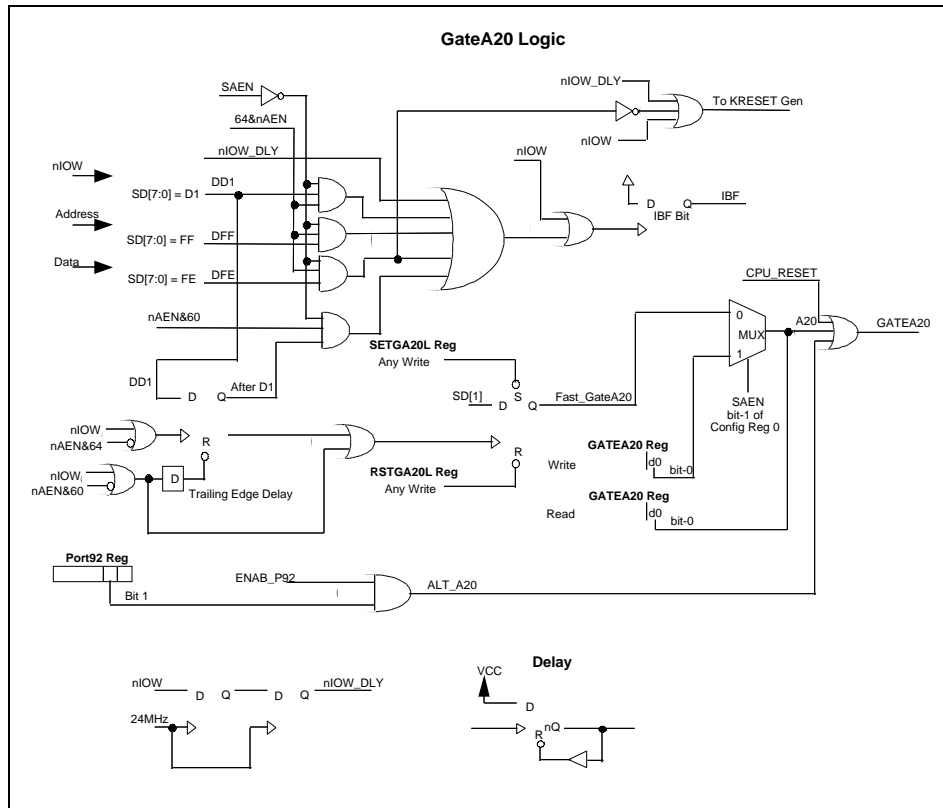 GateA20 Logic
SAEN
nIOW_DLY
To KRESET Gen
64&nAEN
nIOW_DLY
nIOW
nIOW
nIOW
DD1
SD[7:0] = D1
D Q IBF
IBF Bit
Address
DFF
SD[7:0] = FF
Data
DFE
SD[7:0] = FE
CPU_RESET
nAEN&60
0
MUX
1
A20
GATEA20
SETGA20L Reg
Any Write
DD1
D Q After D1
SD[1]
D S Q
Fast_GateA20
SAEN
bit-1 of
Config Reg 0
nIOW
nAEN&64
R
R
GATEA20 Reg
Write
d0
bit-0
RSTGA20L Reg
Any Write
nIOW
nAEN&60
D
Trailing Edge Delay
GATEA20 Reg
Read
d0
bit-0
Port92 Reg
ENAB_P92
ALT_A20
Bit 1
Delay
nIOW
D Q D Q
nIOW_DLY
VCC
D
24MHz
nQ
R